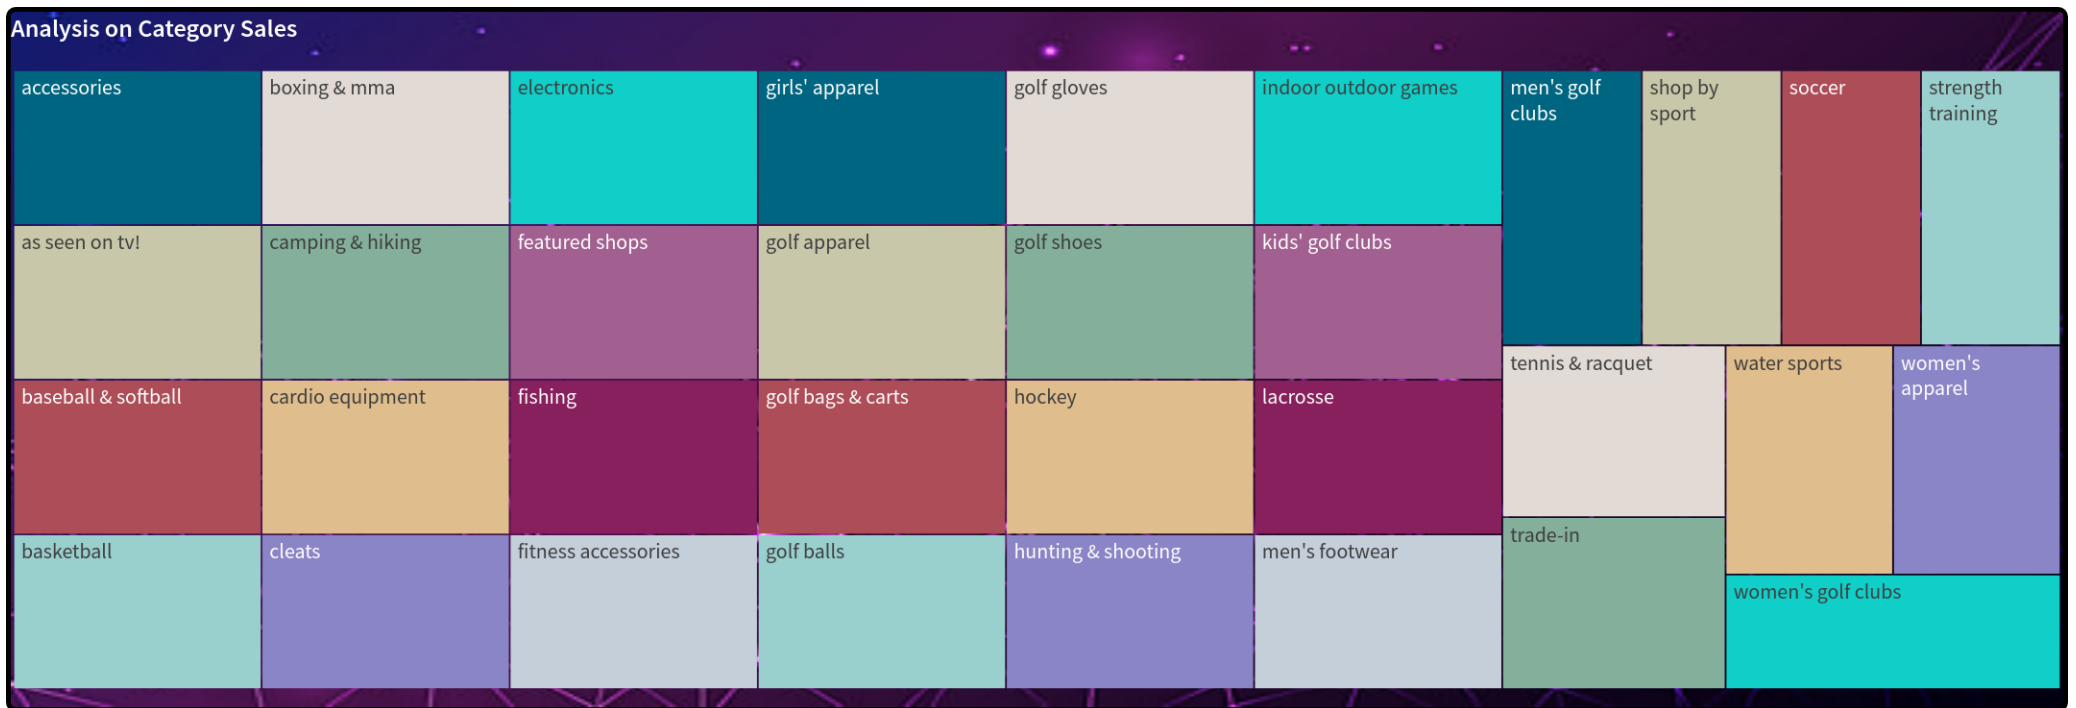 Analysis on Category Sales
accessories
boxing & mma
electronics
girls' apparel
golf gloves
indoor outdoor games
men's golf
clubs
shop by
sport
soccer
strength
training
as seen on tv!
camping & hiking
featured shops
golf apparel
golf shoes
kids' golf clubs
tennis & racquet
water sports
women's
apparel
baseball & softball
cardio equipment
fishing
golf bags & carts
hockey
lacrosse
trade-in
basketball
cleats
fitness accessories
golf balls
hunting & shooting
men's footwear
women's golf clubs